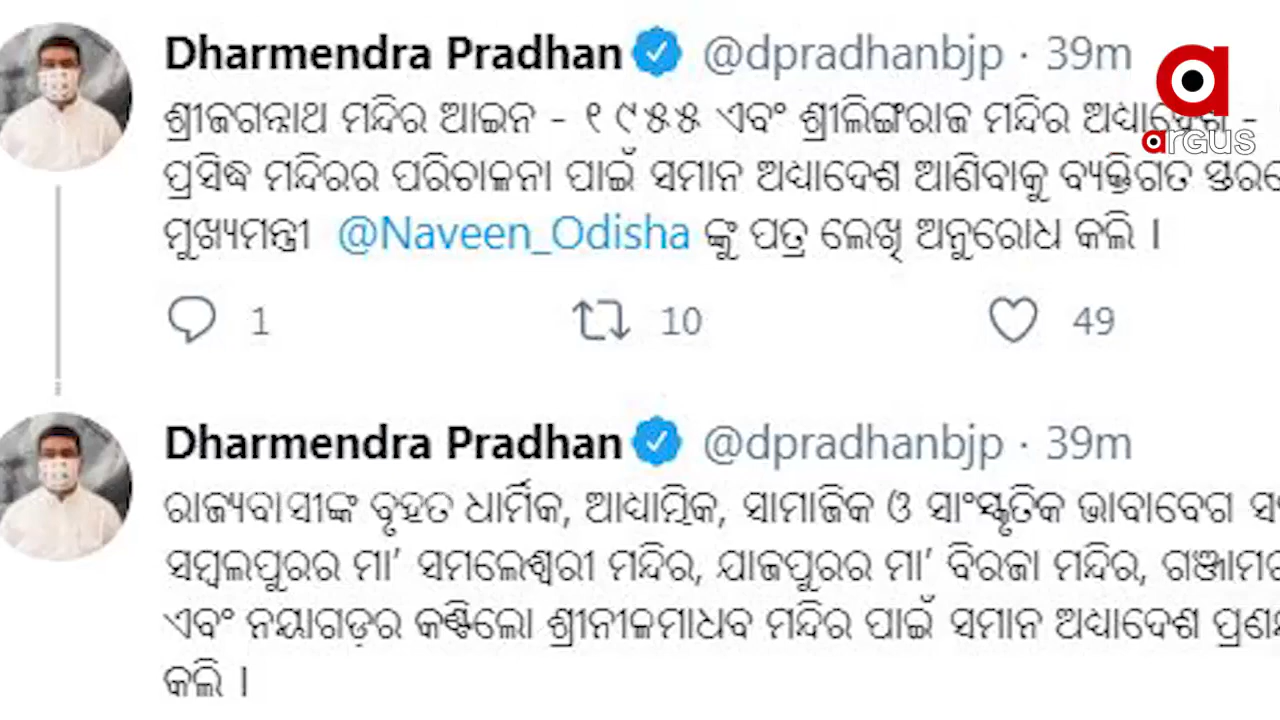 Dharmendra Pradhan @dpradhanbjp · 39m
ଶ୍ରୀଜଗନ୍ନାଥ ମନ୍ଦିର ଆଇନ - ୧୯୫୫ ଏବଂ ଶ୍ରୀଲିଙ୍ଗରାଜ ମନ୍ଦିର -
argus
ପ୍ରସିଦ୍ଧ ମନ୍ଦିରର ପରିଚାଳନା ପାଇଁ ସମାନ ଅଧ୍ୟାଦେଶ ଆଣିବାକୁ ବ୍ୟକ୍ତିଗତ
ମୁଖ୍ୟମନ୍ତ୍ରୀ @Naveen_Odisha ଙ୍କୁ ପତ୍ର ଲେଖି ଅନୁରୋଧ କଲି ।
1 10 49
Dharmendra Pradhan @dpradhanbjp · 39m
ରାଜ୍ୟବାସୀଙ୍କ ବୃହତ ଧାର୍ମିକ, ଆଧ୍ୟାତ୍ମିକ, ସାମାଜିକ ଓ ସାଂସ୍କୃତିକ ଭାବାବେଗ
ସମ୍ବଲପୁରର ମା’ ସମଲେଶ୍ୱରୀ ମନ୍ଦିର, ଯାଜପୁରର ମା’ ବିରଜା ମନ୍ଦିର,
ଏବଂ ନୟାଗଡ଼ର କଣ୍ଟିଲୋ ଶ୍ରୀନୀଳମାଧବ ମନ୍ଦିର ପାଇଁ ସମାନ ଅଧ୍ୟାଦେଶ
କଲି ।